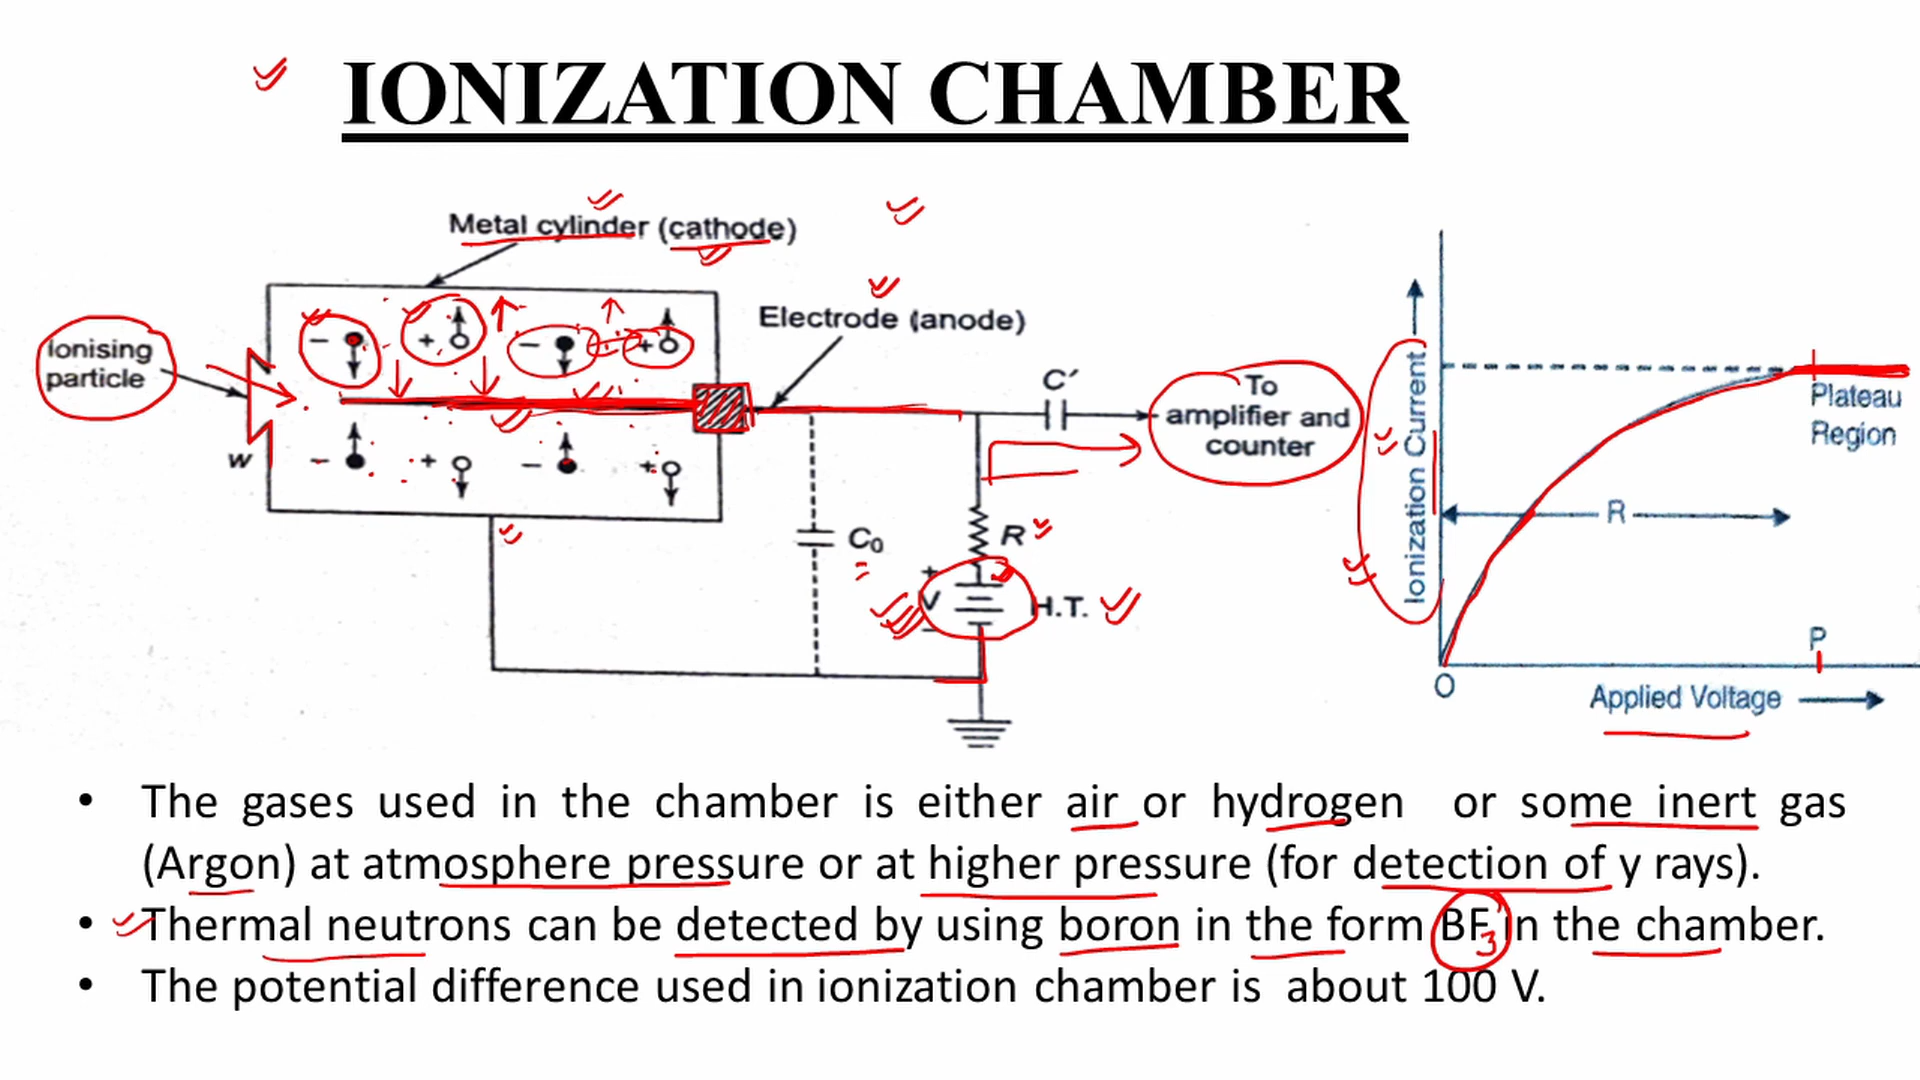 IONIZATION CHAMBER
Metal cylinder (cathode)
Electrode (anode)
Ionising
particle
W
− + − +
− + − +
C′
To
amplifier and
counter
C0
R
+
V
−
H.T.
Ionization Current
Plateau
Region
R
P
O
Applied Voltage
• The gases used in the chamber is either air or hydrogen or some inert gas
(Argon) at atmosphere pressure or at higher pressure (for detection of y rays).
• Thermal neutrons can be detected by using boron in the form BF3 in the chamber.
• The potential difference used in ionization chamber is about 100 V.